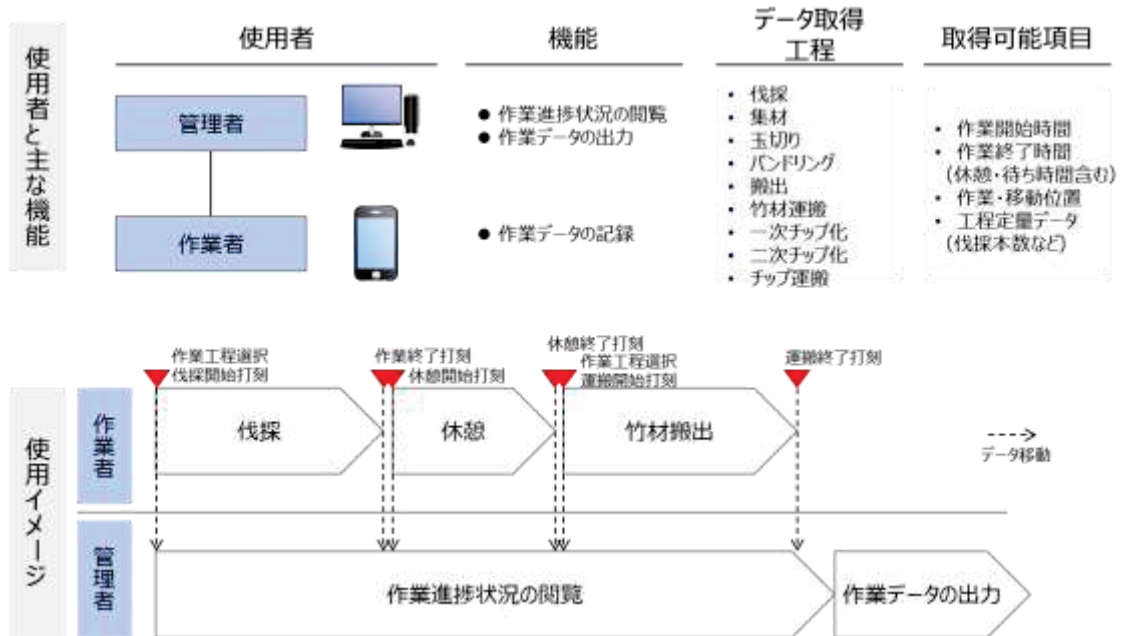 使用者と主な機能
使用者
機能
データ取得
工程
取得可能項目
管理者
作業者
● 作業進捗状況の閲覧
● 作業データの出力
● 作業データの記録
• 伐採
• 集材
• 玉切り
• バンドリング
• 搬出
• 竹材運搬
• 一次チップ化
• 二次チップ化
• チップ運搬
• 作業開始時間
• 作業終了時間
(休憩・待ち時間含む)
• 作業・移動位置
• 工程定量データ
(伐採本数など)
使用イメージ
作業工程選択
伐採開始打刻
作業終了打刻
休憩開始打刻
休憩終了打刻
作業工程選択
運搬開始打刻
運搬終了打刻
作業者
伐採
休憩
竹材搬出
データ移動
管理者
作業進捗状況の閲覧
作業データの出力